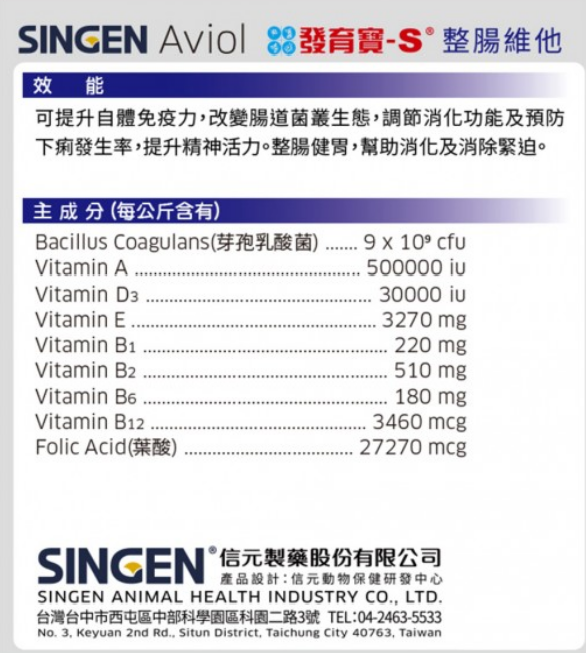 SINGEN Aviol 發育寶-S® 整腸維他
效 能
可提升自體免疫力,改變腸道菌叢生態,調節消化功能及預防
下痢發生率,提升精神活力。整腸健胃,幫助消化及消除緊迫。
主成分(每公斤含有)
Bacillus Coagulans(芽孢乳酸菌) ....... 9 x 10⁹ cfu
Vitamin A ............................................. 500000 iu
Vitamin D3 ............................................ 30000 iu
Vitamin E ................................................ 3270 mg
Vitamin B1 ................................................ 220 mg
Vitamin B2 ................................................ 510 mg
Vitamin B6 ................................................ 180 mg
Vitamin B12 .......................................... 3460 mcg
Folic Acid(葉酸) ................................. 27270 mcg
SINGEN® 信元製藥股份有限公司
產品設計:信元動物保健研發中心
SINGEN ANIMAL HEALTH INDUSTRY CO., LTD.
台灣台中市西屯區中部科學園區科園二路3號 TEL:04-2463-5533
No. 3, Keyuan 2nd Rd., Situn District, Taichung City 40763, Taiwan